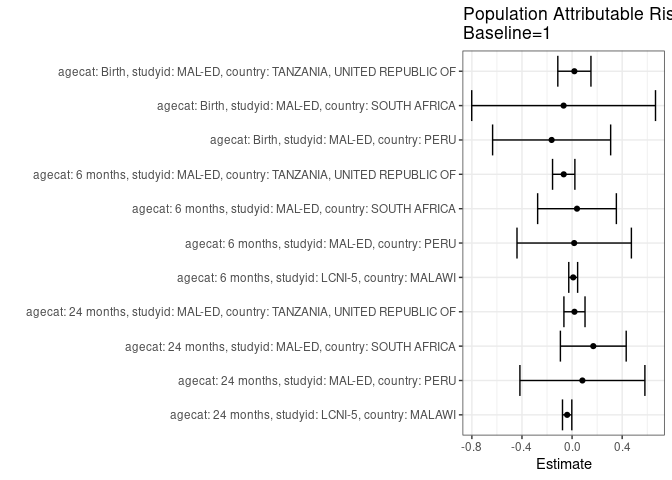 Population Attributable Ris
Baseline=1
agecat: Birth, studyid: MAL-ED, country: TANZANIA, UNITED REPUBLIC OF
agecat: Birth, studyid: MAL-ED, country: SOUTH AFRICA
agecat: Birth, studyid: MAL-ED, country: PERU
agecat: 6 months, studyid: MAL-ED, country: TANZANIA, UNITED REPUBLIC OF
agecat: 6 months, studyid: MAL-ED, country: SOUTH AFRICA
agecat: 6 months, studyid: MAL-ED, country: PERU
agecat: 6 months, studyid: LCNI-5, country: MALAWI
agecat: 24 months, studyid: MAL-ED, country: TANZANIA, UNITED REPUBLIC OF
agecat: 24 months, studyid: MAL-ED, country: SOUTH AFRICA
agecat: 24 months, studyid: MAL-ED, country: PERU
agecat: 24 months, studyid: LCNI-5, country: MALAWI
-0.8 -0.4 0.0 0.4
Estimate